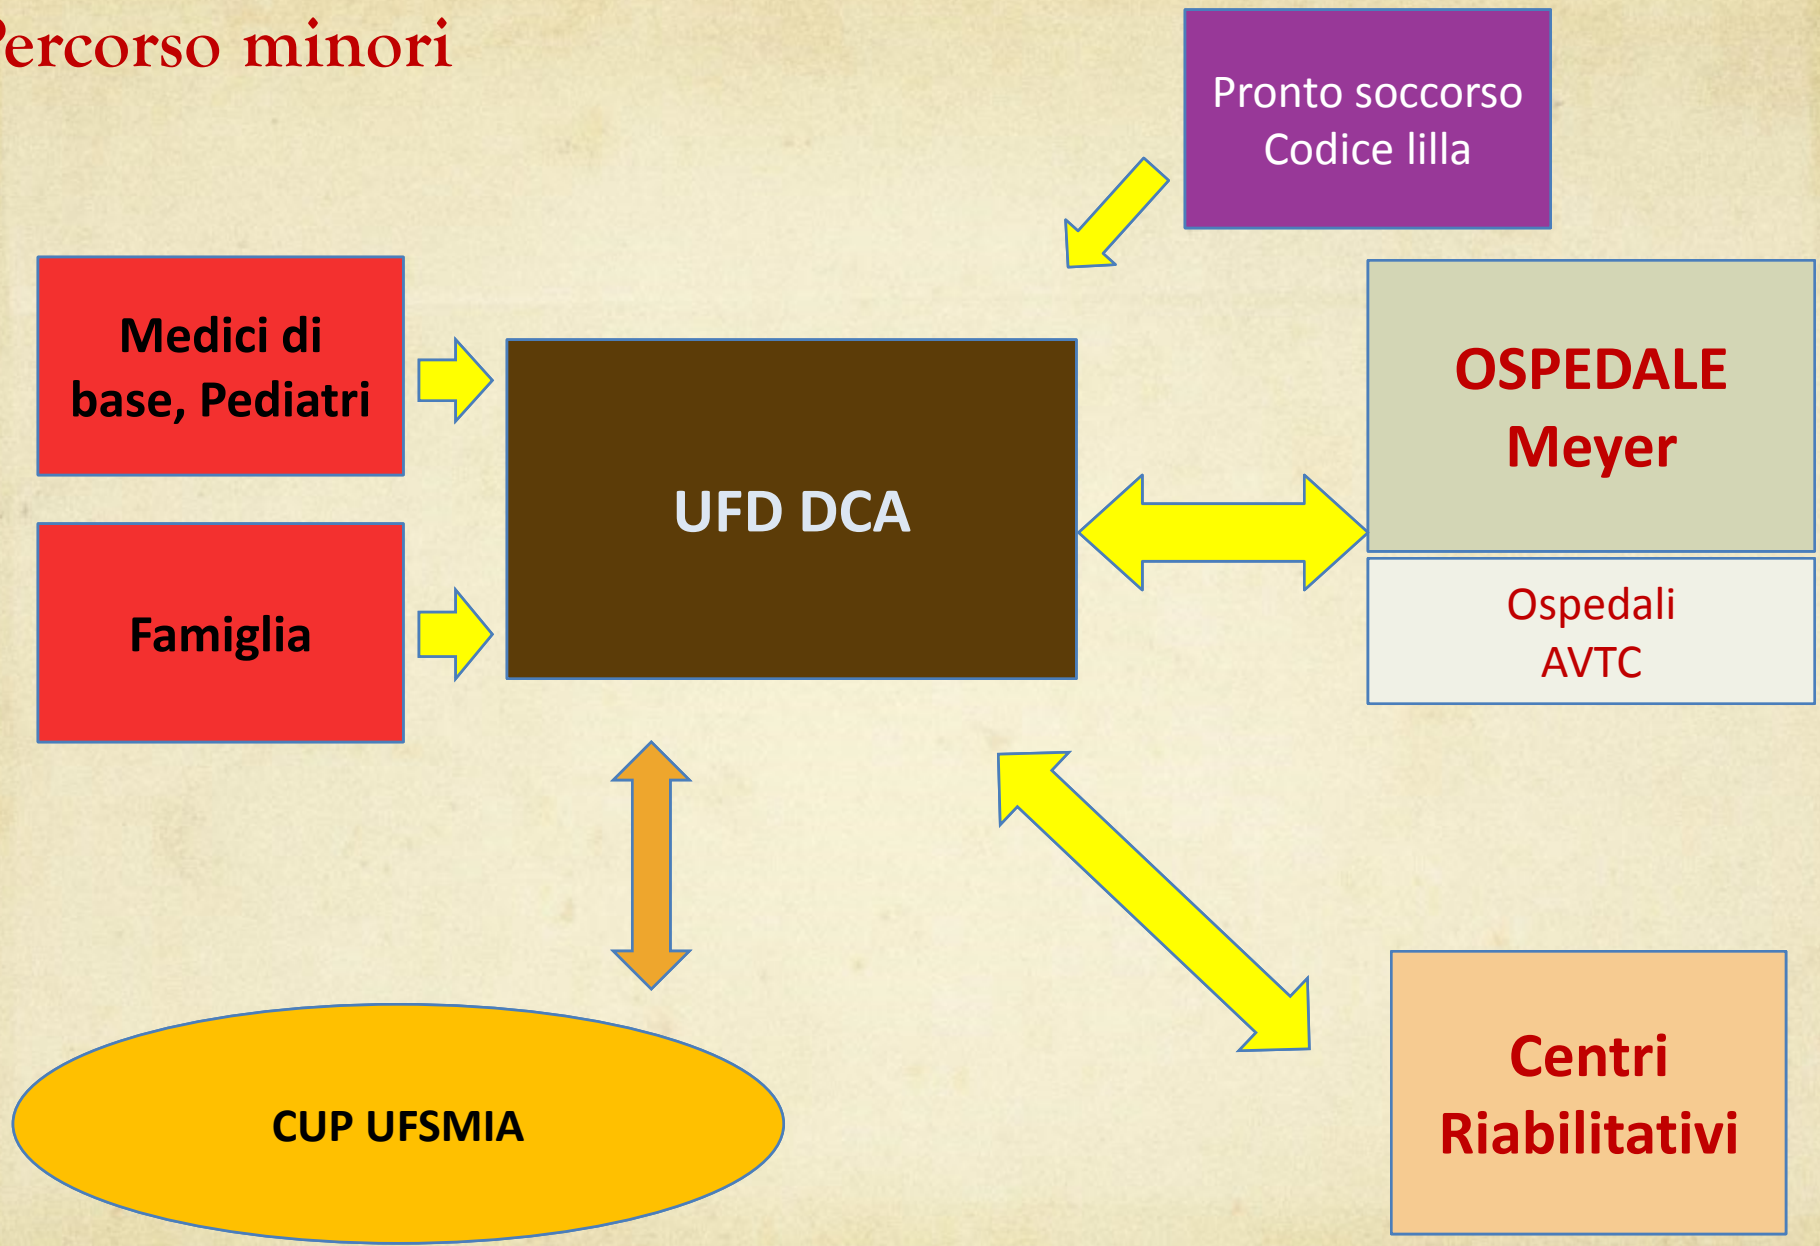 Percorso minori
Pronto soccorso
Codice lilla
Medici di
base, Pediatri
OSPEDALE
Meyer
UFD DCA
Ospedali
AVTC
Famiglia
CUP UFSMIA
Centri
Riabilitativi